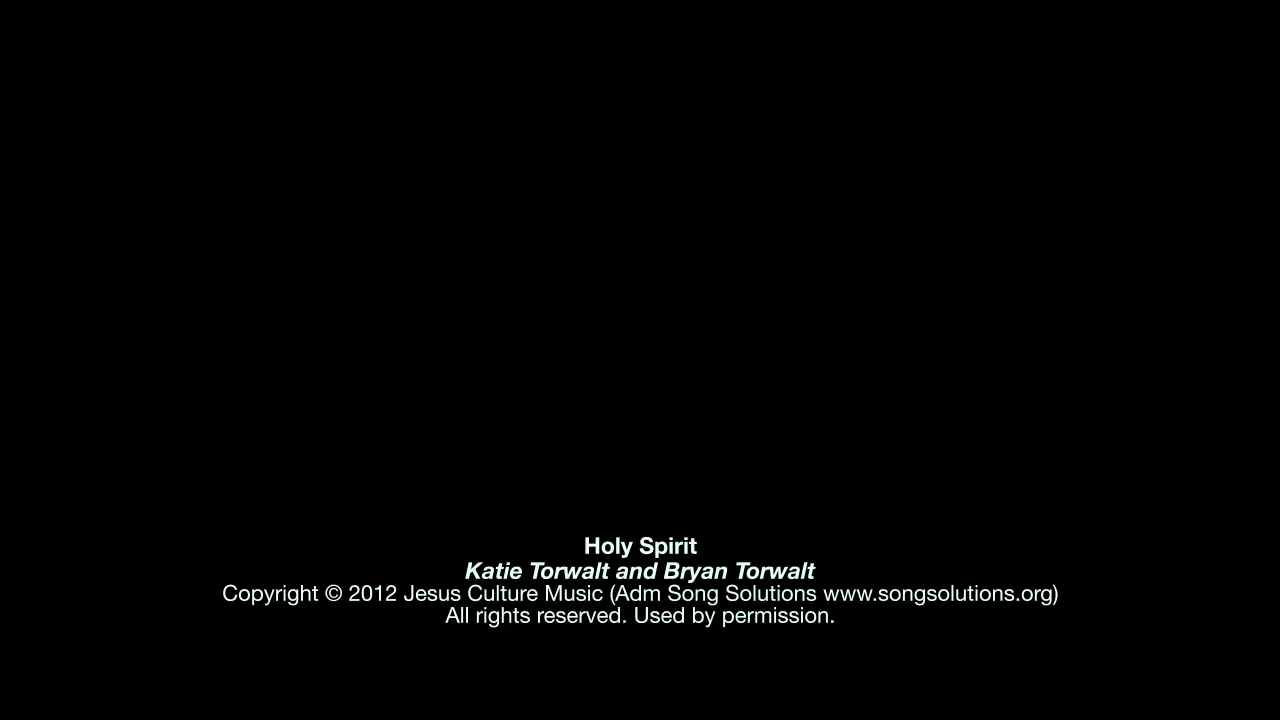 Holy Spirit
Katie Torwalt and Bryan Torwalt
Copyright © 2012 Jesus Culture Music (Adm Song Solutions www.songsolutions.org)
All rights reserved. Used by permission.